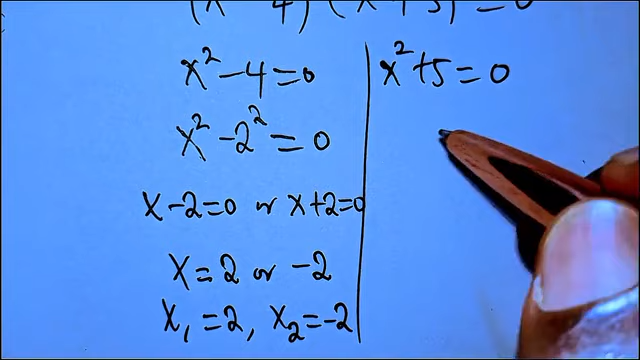 x² - 4 = 0
x² - 2² = 0
x - 2 = 0 or x + 2 = 0
x = 2 or -2
x₁ = 2, x₂ = -2
x² + 5 = 0